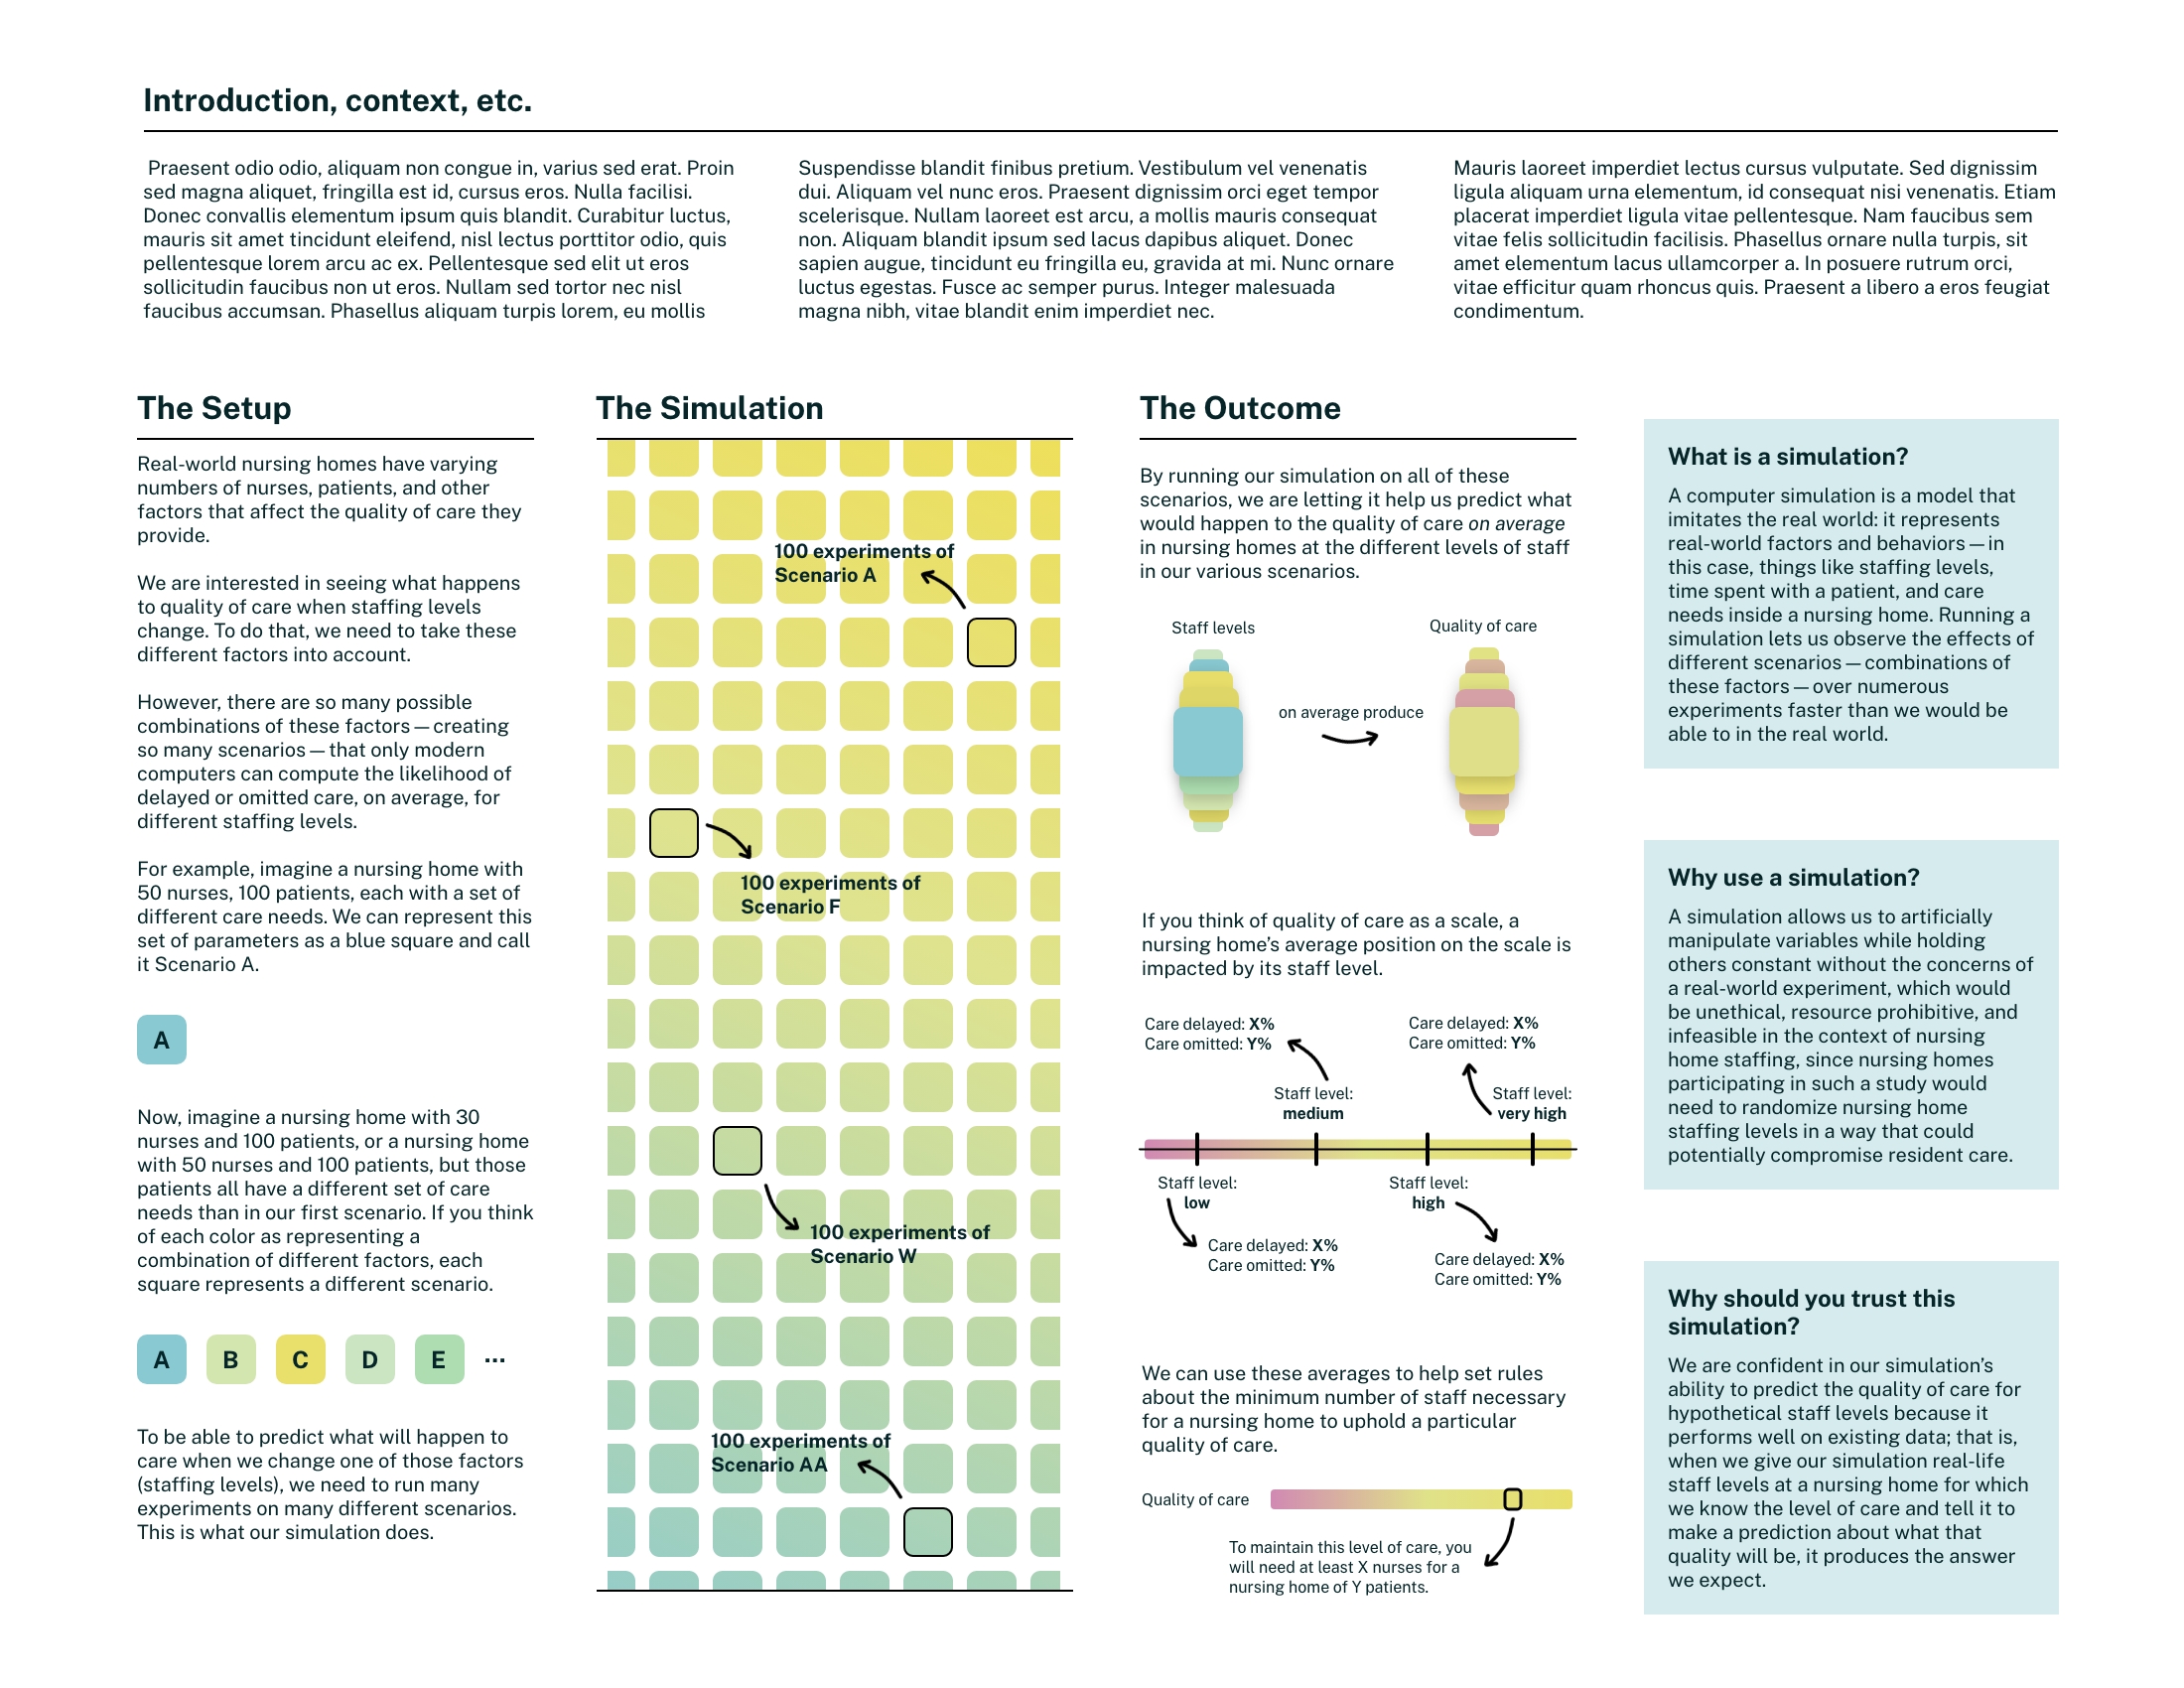 Introduction, context, etc.
Praesent odio odio, aliquam non congue in, varius sed erat. Proin
sed magna aliquet, fringilla est id, cursus eros. Nulla facilisi.
Donec convallis elementum ipsum quis blandit. Curabitur luctus,
mauris sit amet tincidunt eleifend, nisl lectus porttitor odio, quis
pellentesque lorem arcu ac ex. Pellentesque sed elit ut eros
sollicitudin faucibus non ut eros. Nullam sed tortor nec nisl
faucibus accumsan. Phasellus aliquam turpis lorem, eu mollis
Suspendisse blandit finibus pretium. Vestibulum vel venenatis
dui. Aliquam vel nunc eros. Praesent dignissim orci eget tempor
scelerisque. Nullam laoreet est arcu, a mollis mauris consequat
non. Aliquam blandit ipsum sed lacus dapibus aliquet. Donec
sapien augue, tincidunt eu fringilla eu, gravida at mi. Nunc ornare
luctus egestas. Fusce ac semper purus. Integer malesuada
magna nibh, vitae blandit enim imperdiet nec.
Mauris laoreet imperdiet lectus cursus vulputate. Sed dignissim
ligula aliquam urna elementum, id consequat nisi venenatis. Etiam
placerat imperdiet ligula vitae pellentesque. Nam faucibus sem
vitae felis sollicitudin facilisis. Phasellus ornare nulla turpis, sit
amet elementum lacus ullamcorper a. In posuere rutrum orci,
vitae efficitur quam rhoncus quis. Praesent a libero a eros feugiat
condimentum.
The Setup
Real-world nursing homes have varying
numbers of nurses, patients, and other
factors that affect the quality of care they
provide.
We are interested in seeing what happens
to quality of care when staffing levels
change. To do that, we need to take these
different factors into account.
However, there are so many possible
combinations of these factors — creating
so many scenarios — that only modern
computers can compute the likelihood of
delayed or omitted care, on average, for
different staffing levels.
For example, imagine a nursing home with
50 nurses, 100 patients, each with a set of
different care needs. We can represent this
set of parameters as a blue square and call
it Scenario A.
A
Now, imagine a nursing home with 30
nurses and 100 patients, or a nursing home
with 50 nurses and 100 patients, but those
patients all have a different set of care
needs than in our first scenario. If you think
of each color as representing a
combination of different factors, each
square represents a different scenario.
A B C D E ...
To be able to predict what will happen to
care when we change one of those factors
(staffing levels), we need to run many
experiments on many different scenarios.
This is what our simulation does.
The Simulation
100 experiments of
Scenario A
100 experiments of
Scenario F
100 experiments of
Scenario W
100 experiments of
Scenario AA
The Outcome
By running our simulation on all of these
scenarios, we are letting it help us predict what
would happen to the quality of care on average
in nursing homes at the different levels of staff
in our various scenarios.
Staff levels
Quality of care
on average produce
If you think of quality of care as a scale, a
nursing home's average position on the scale is
impacted by its staff level.
Care delayed: X%
Care omitted: Y%
Care delayed: X%
Care omitted: Y%
Staff level:
medium
Staff level:
very high
Staff level:
low
Staff level:
high
Care delayed: X%
Care omitted: Y%
Care delayed: X%
Care omitted: Y%
We can use these averages to help set rules
about the minimum number of staff necessary
for a nursing home to uphold a particular
quality of care.
Quality of care
To maintain this level of care, you
will need at least X nurses for a
nursing home of Y patients.
What is a simulation?
A computer simulation is a model that
imitates the real world: it represents
real-world factors and behaviors — in
this case, things like staffing levels,
time spent with a patient, and care
needs inside a nursing home. Running a
simulation lets us observe the effects of
different scenarios — combinations of
these factors — over numerous
experiments faster than we would be
able to in the real world.
Why use a simulation?
A simulation allows us to artificially
manipulate variables while holding
others constant without the concerns of
a real-world experiment, which would
be unethical, resource prohibitive, and
infeasible in the context of nursing
home staffing, since nursing homes
participating in such a study would
need to randomize nursing home
staffing levels in a way that could
potentially compromise resident care.
Why should you trust this
simulation?
We are confident in our simulation's
ability to predict the quality of care for
hypothetical staff levels because it
performs well on existing data; that is,
when we give our simulation real-life
staff levels at a nursing home for which
we know the level of care and tell it to
make a prediction about what that
quality will be, it produces the answer
we expect.